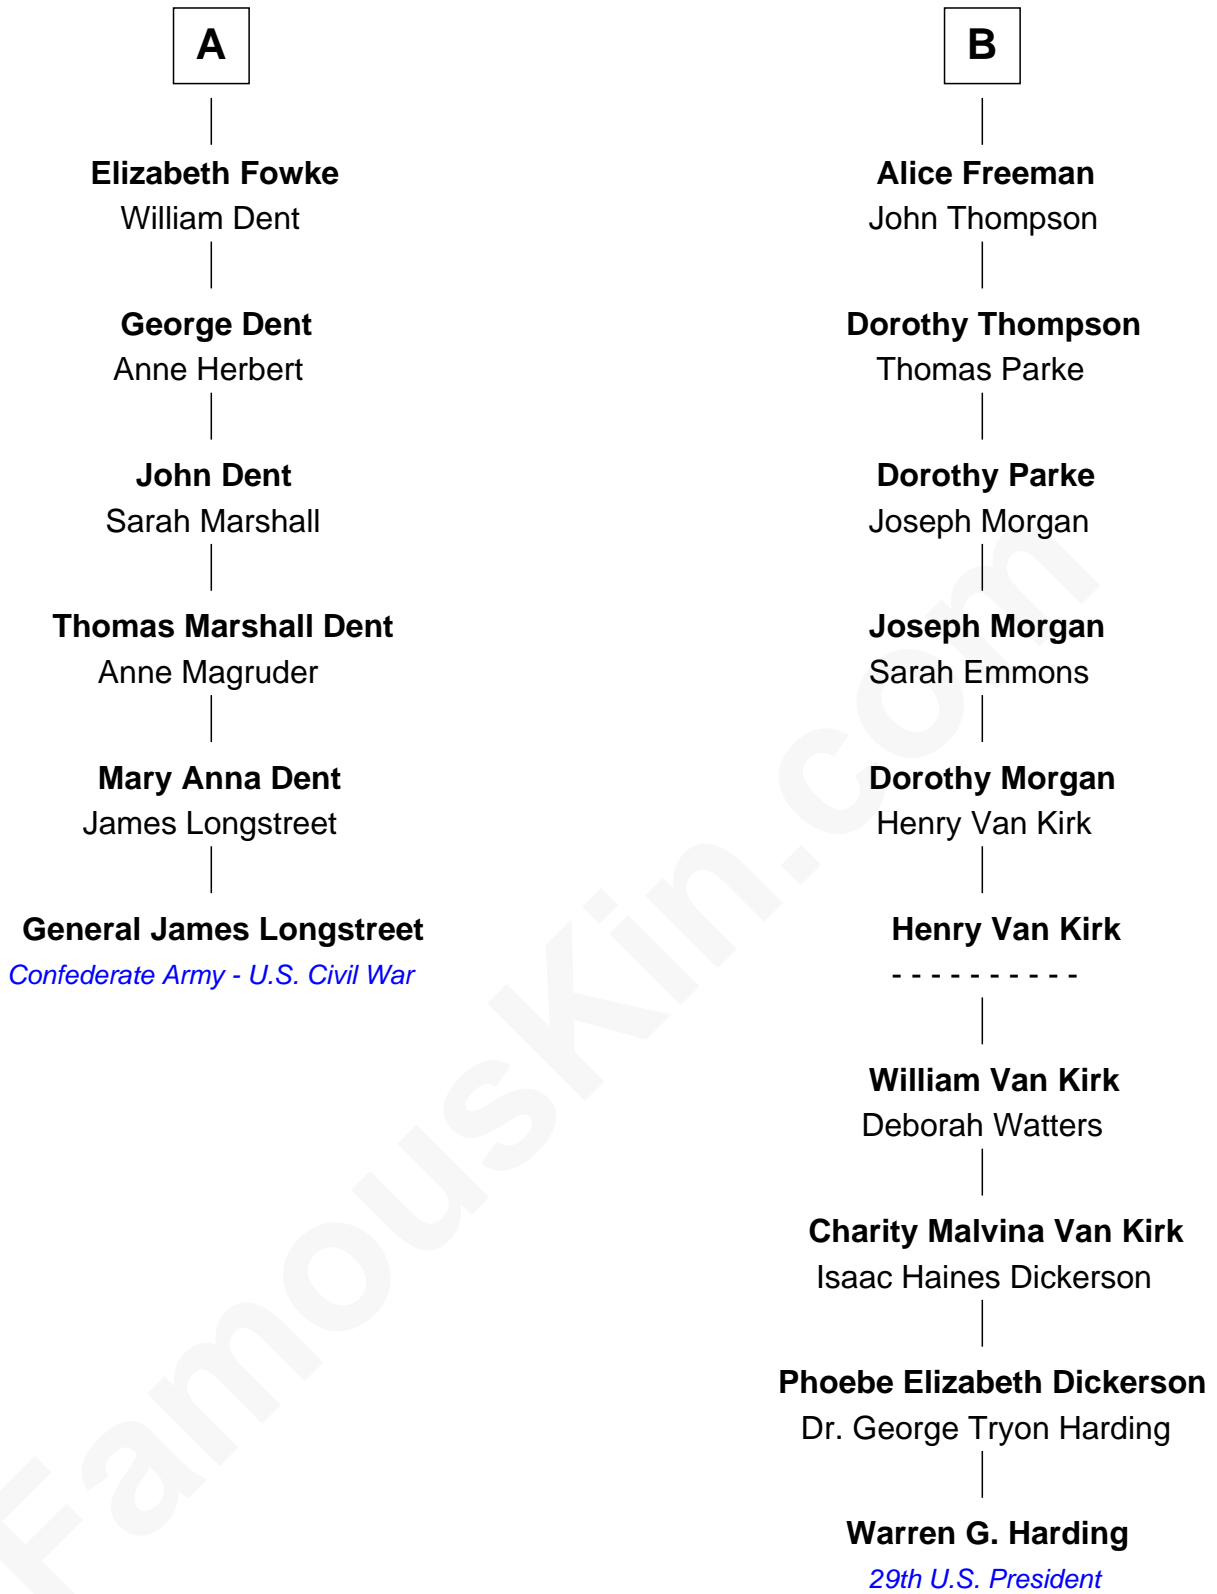 A
Elizabeth Fowke
William Dent
George Dent
Anne Herbert
John Dent
Sarah Marshall
Thomas Marshall Dent
Anne Magruder
Mary Anna Dent
James Longstreet
General James Longstreet
Confederate Army - U.S. Civil War
B
Alice Freeman
John Thompson
Dorothy Thompson
Thomas Parke
Dorothy Parke
Joseph Morgan
Joseph Morgan
Sarah Emmons
Dorothy Morgan
Henry Van Kirk
Henry Van Kirk
- - - - - - - - - -
William Van Kirk
Deborah Watters
Charity Malvina Van Kirk
Isaac Haines Dickerson
Phoebe Elizabeth Dickerson
Dr. George Tryon Harding
Warren G. Harding
29th U.S. President
FamousKin.com